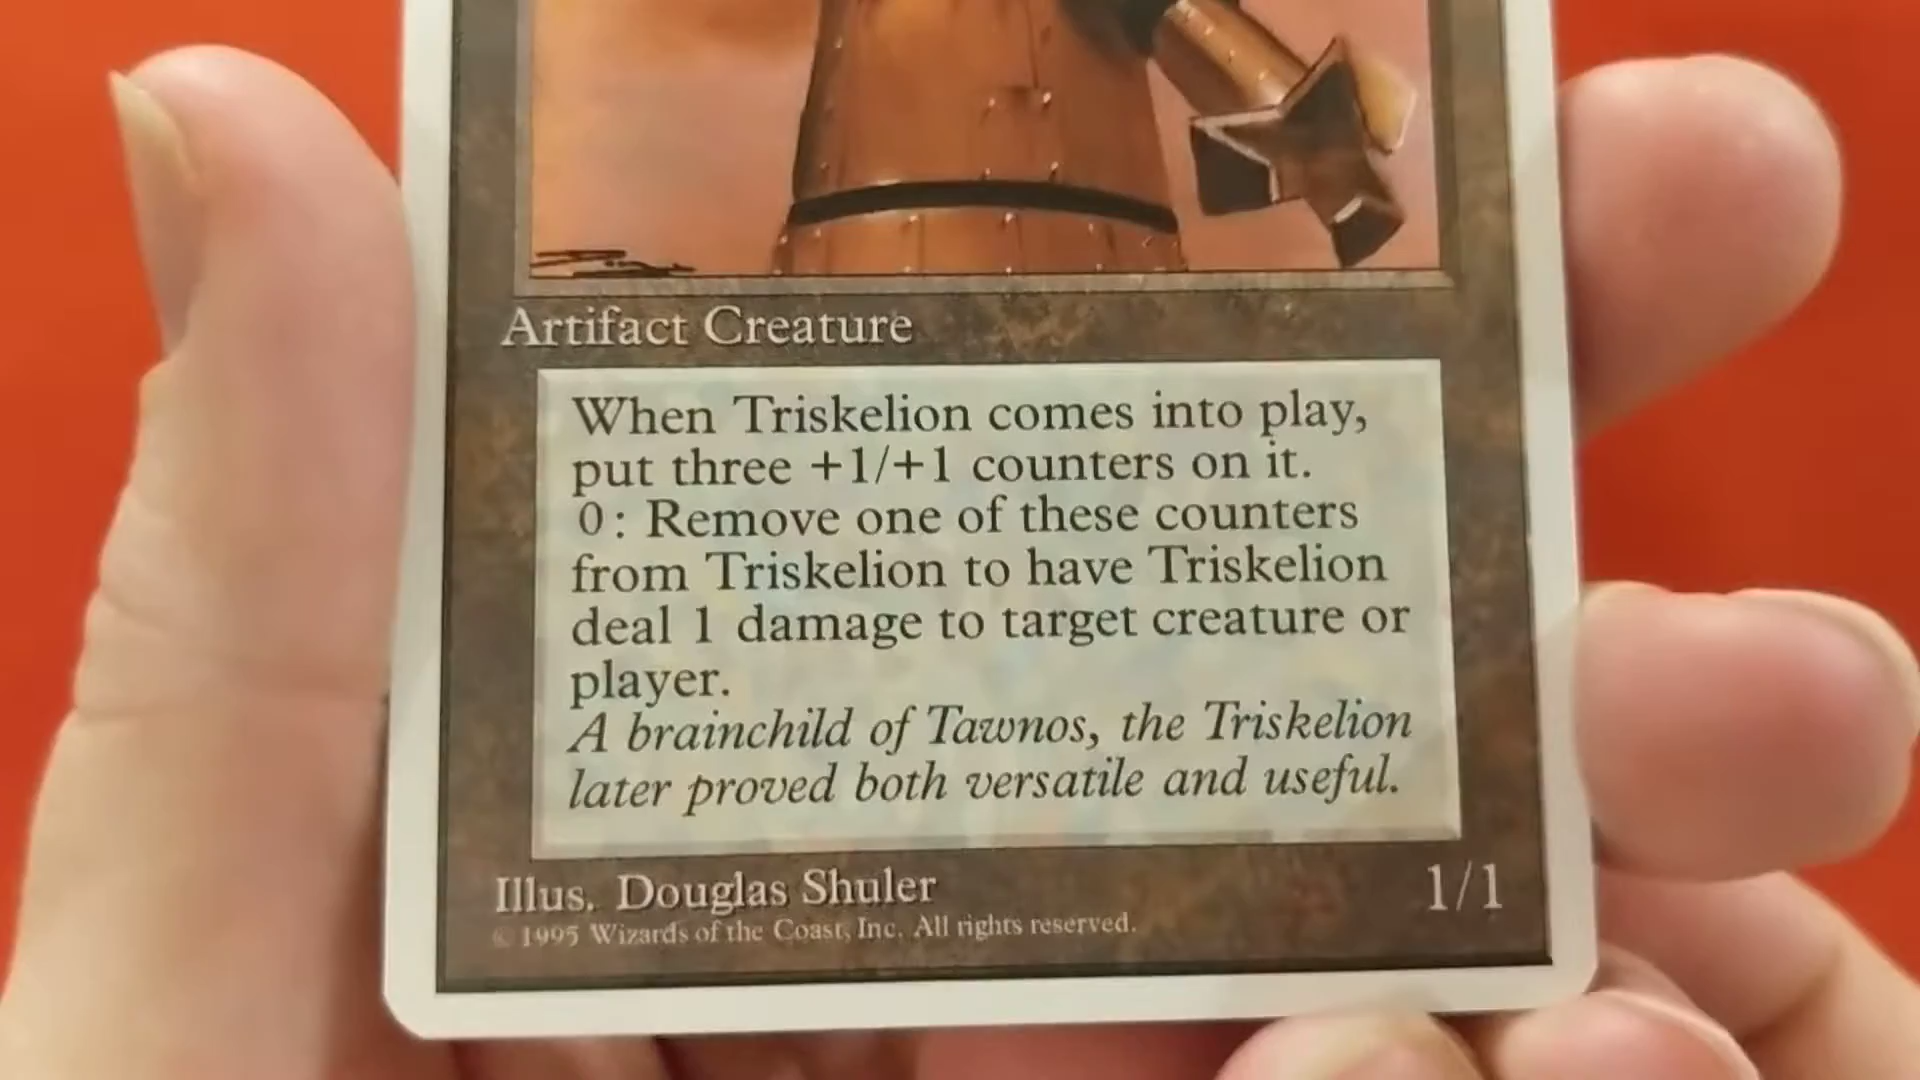 Artifact Creature
When Triskelion comes into play,
put three +1/+1 counters on it.
0: Remove one of these counters
from Triskelion to have Triskelion
deal 1 damage to target creature or
player.
A brainchild of Tawnos, the Triskelion
later proved both versatile and useful.
Illus. Douglas Shuler
1/1
© 1995 Wizards of the Coast, Inc. All rights reserved.